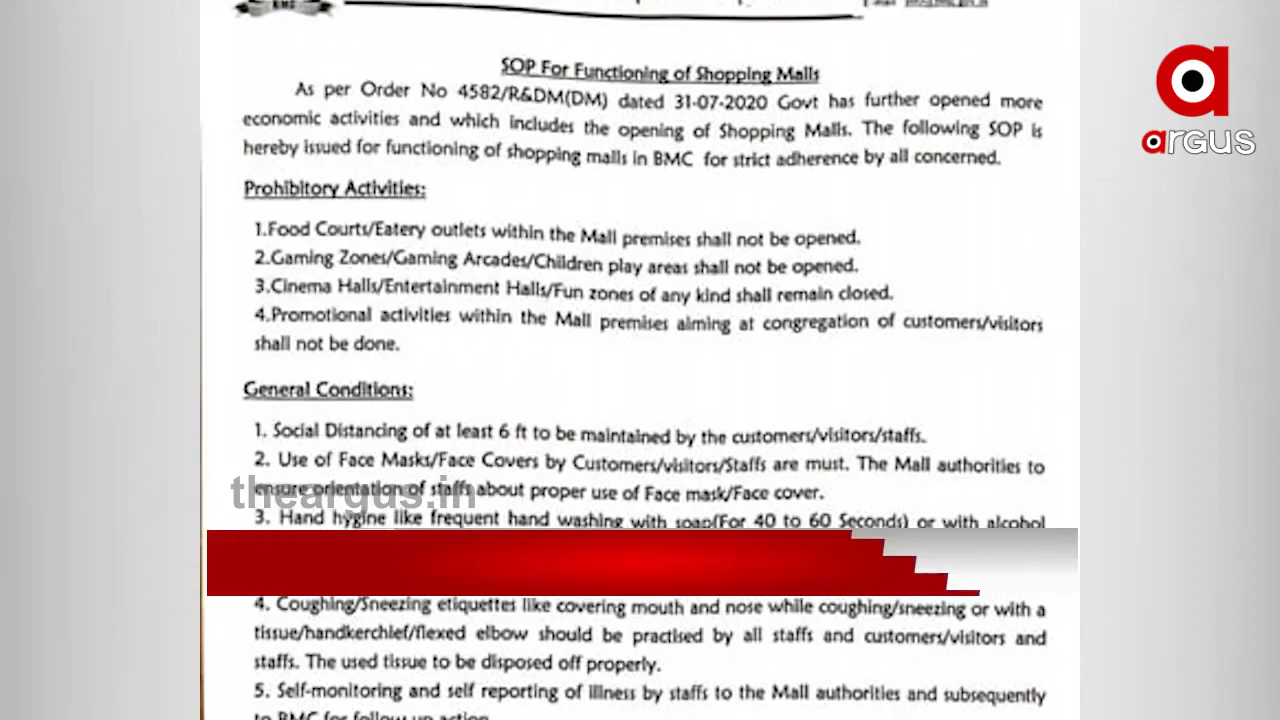 SOP For Functioning of Shopping Malls
As per Order No 4582/R&DM(DM) dated 31-07-2020 Govt has further opened more
economic activities and which includes the opening of Shopping Malls. The following SOP is
hereby issued for functioning of shopping malls in BMC for strict adherence by all concerned.
Prohibitory Activities:
1.Food Courts/Eatery outlets within the Mall premises shall not be opened.
2.Gaming Zones/Gaming Arcades/Children play areas shall not be opened.
3.Cinema Halls/Entertainment Halls/Fun zones of any kind shall remain closed.
4.Promotional activities within the Mall premises aiming at congregation of customers/visitors
shall not be done.
General Conditions:
1. Social Distancing of at least 6 ft to be maintained by the customers/visitors/staffs.
2. Use of Face Masks/Face Covers by Customers/visitors/Staffs are must. The Mall authorities to
ensure orientation of staffs about proper use of Face mask/Face cover.
theargus.in
3. Hand hygine like frequent hand washing with soap(For 40 to 60 Seconds) or with alcohol
4. Coughing/Sneezing etiquettes like covering mouth and nose while coughing/sneezing or with a
tissue/handkerchief/flexed elbow should be practised by all staffs and customers/visitors and
staffs. The used tissue to be disposed off properly.
5. Self-monitoring and self reporting of illness by staffs to the Mall authorities and subsequently
to BMC for follow up action
argus